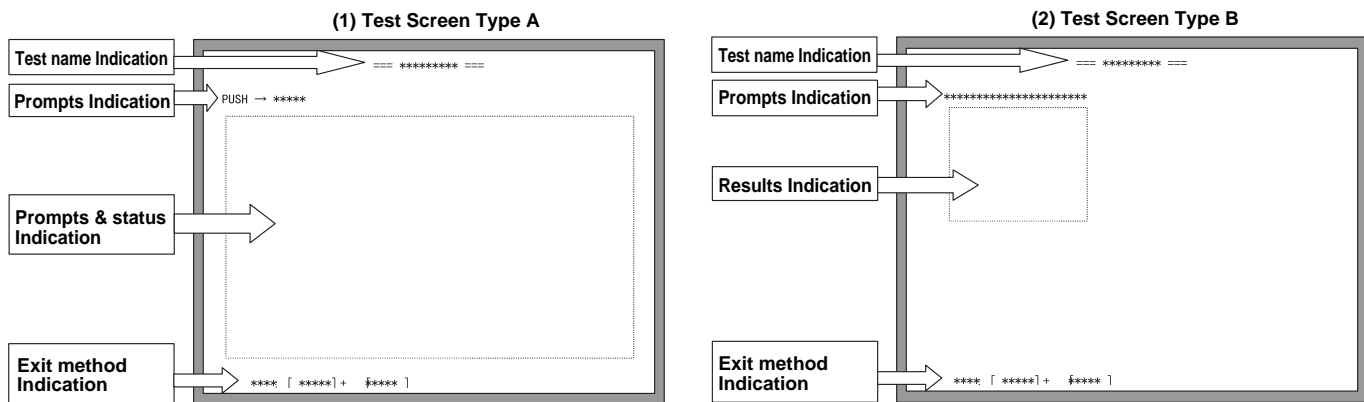 (1) Test Screen Type A
Test name Indication
=== ********* ===
Prompts Indication
PUSH → *****
Prompts & status
Indication
Exit method
Indication
****: [ *****] + [***** ]
(2) Test Screen Type B
Test name Indication
=== ********* ===
Prompts Indication
**********************
Results Indication
Exit method
Indication
****: [ *****] + [***** ]